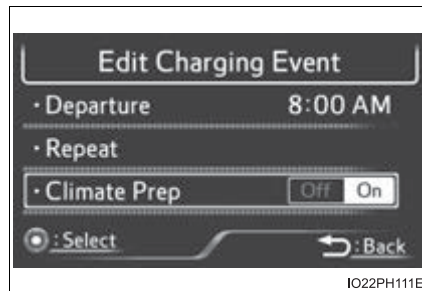 Edit Charging Event
· Departure 8:00 AM
· Repeat
· Climate Prep Off On
: Select : Back
IO22PH111E